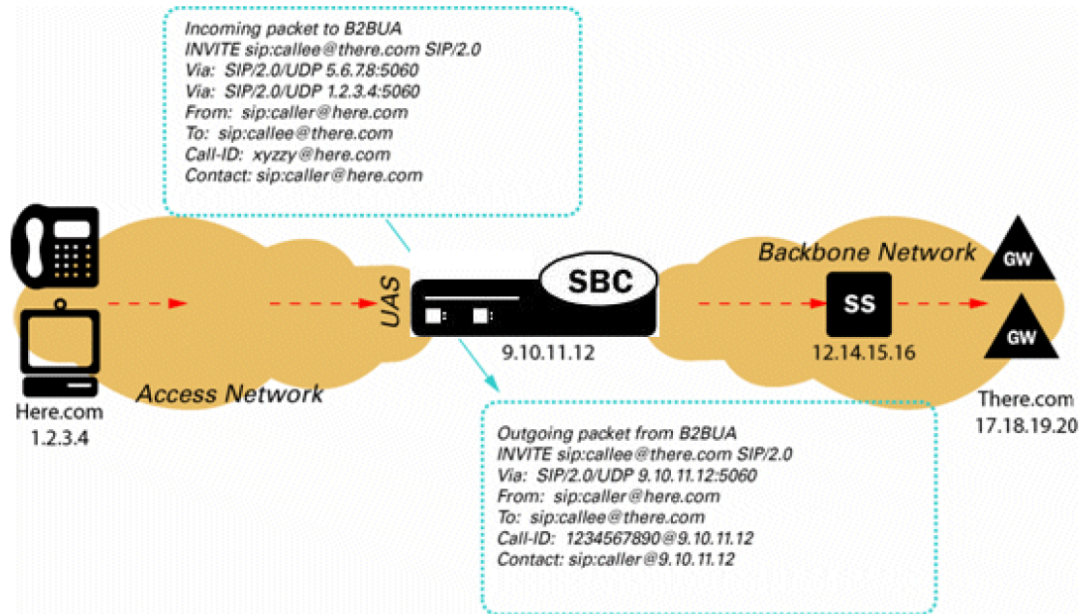 Incoming packet to B2BUA
INVITE sip:callee@there.com SIP/2.0
Via: SIP/2.0/UDP 5.6.7.8:5060
Via: SIP/2.0/UDP 1.2.3.4:5060
From: sip:caller@here.com
To: sip:callee@there.com
Call-ID: xyzzy@here.com
Contact: sip:caller@here.com
Backbone Network
GW
SBC
UAS
SS
GW
9.10.11.12
12.14.15.16
Access Network
Here.com
1.2.3.4
There.com
17.18.19.20
Outgoing packet from B2BUA
INVITE sip:callee@there.com SIP/2.0
Via: SIP/2.0/UDP 9.10.11.12:5060
From: sip:caller@here.com
To: sip:callee@there.com
Call-ID: 1234567890@9.10.11.12
Contact: sip:caller@9.10.11.12